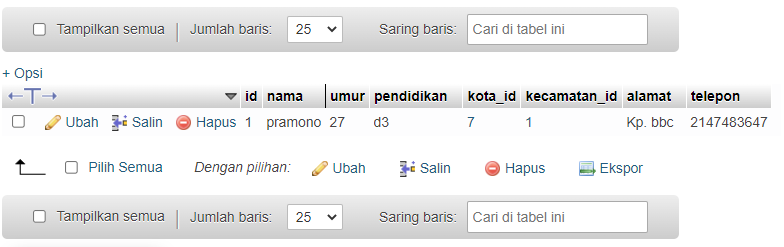 Tampilkan semua | Jumlah baris: 25 Saring baris: Cari di tabel ini
+ Opsi
←T→ id nama umur pendidikan kota_id kecamatan_id alamat telepon
Ubah Salin Hapus 1 pramono 27 d3 7 1 Kp. bbc 2147483647
Pilih Semua Dengan pilihan: Ubah Salin Hapus Ekspor
Tampilkan semua | Jumlah baris: 25 Saring baris: Cari di tabel ini